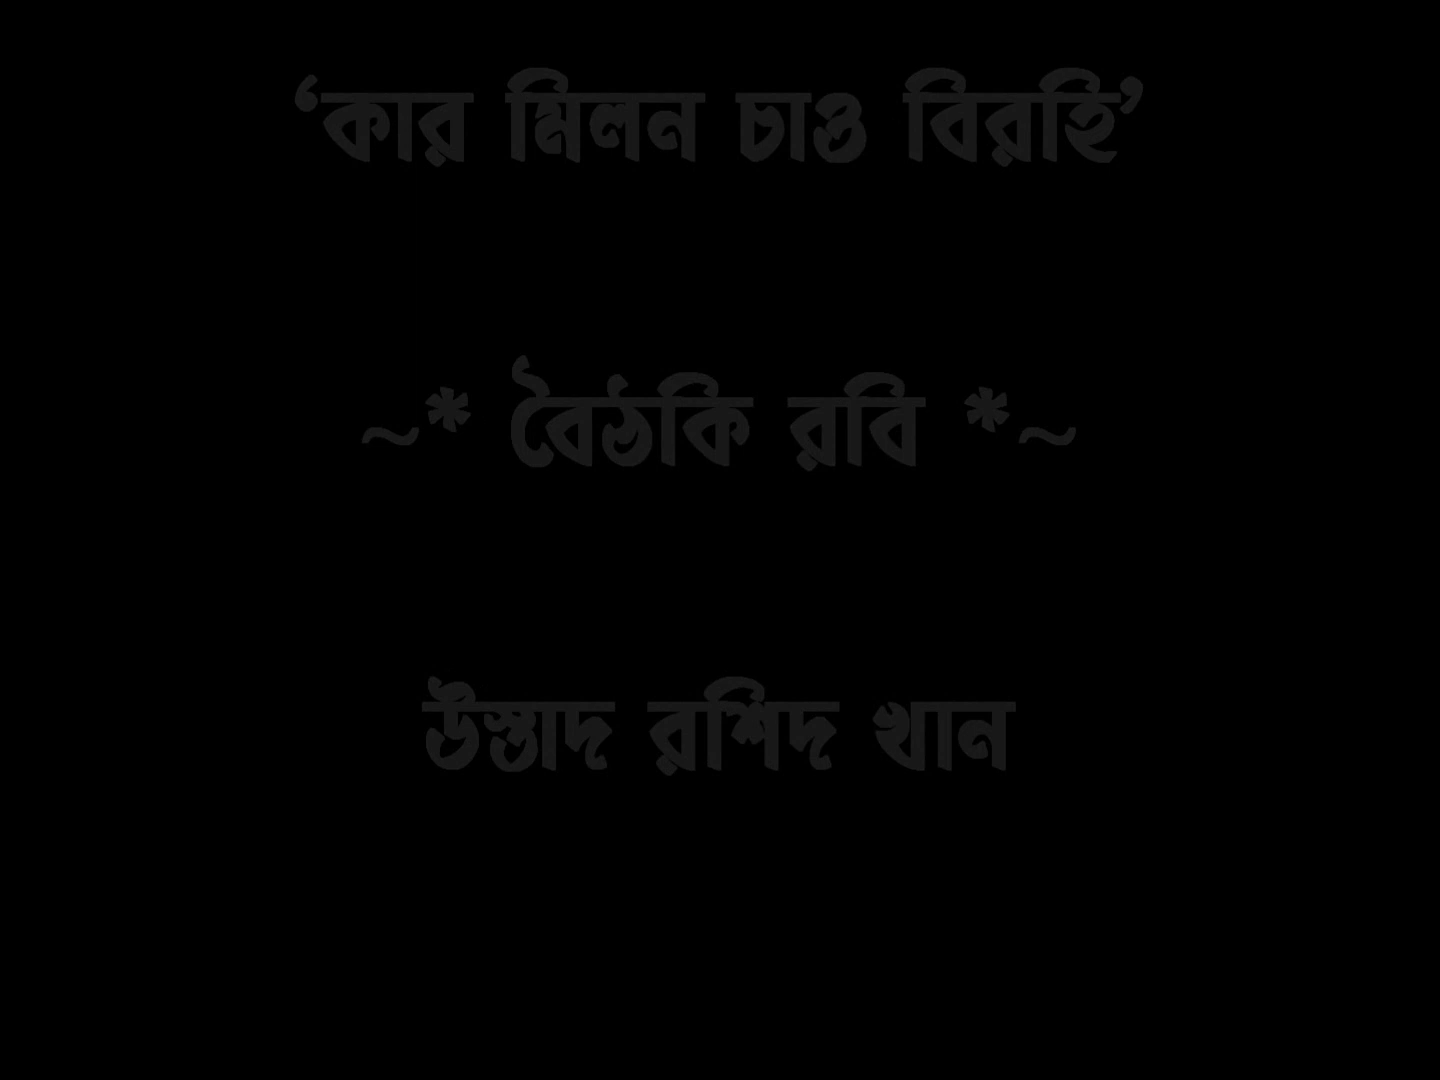 ‘কার মিলন চাও বিরহি’
~* বৈঠকি রবি *~
উস্তাদ রশিদ খান